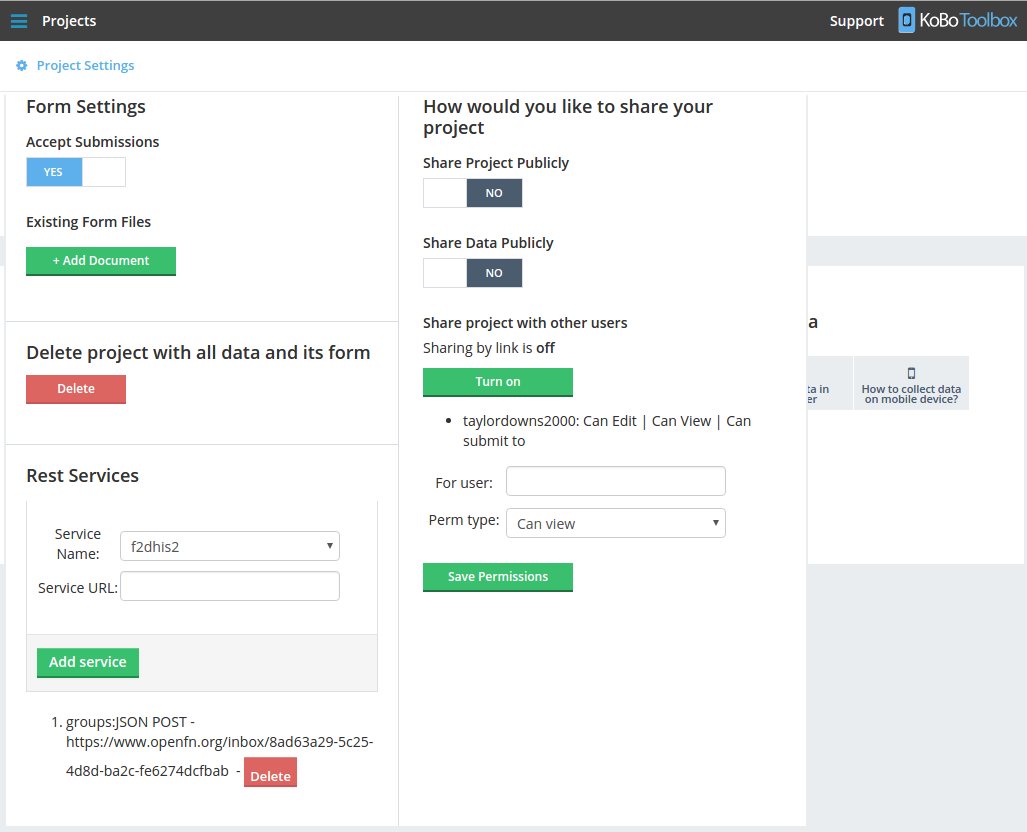 Projects
Support
KoBoToolbox
Project Settings
Form Settings
Accept Submissions
YES
Existing Form Files
+ Add Document
Delete project with all data and its form
Delete
Rest Services
Service
Name:
f2dhis2
Service URL:
Add service
1. groups:JSON POST -
https://www.openfn.org/inbox/8ad63a29-5c25-
4d8d-ba2c-fe6274dcfbab -
Delete
How would you like to share your
project
Share Project Publicly
NO
Share Data Publicly
NO
Share project with other users
Sharing by link is off
Turn on
• taylordowns2000: Can Edit | Can View | Can
submit to
For user:
Perm type:
Can view
Save Permissions
a
ta in
er
How to collect data
on mobile device?